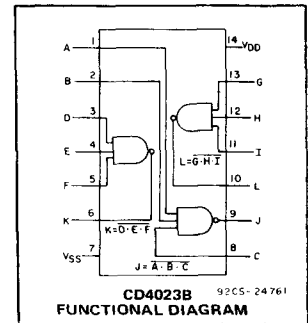 A 1
B 2
D 3
E 4
F 5
K 6
VSS 7
14 VDD
13 G
12 H
11 I
10 L
9 J
8 C
L=G·H·I
K=D·E·F
J=A·B·C
CD4023B
92CS-24761
FUNCTIONAL DIAGRAM